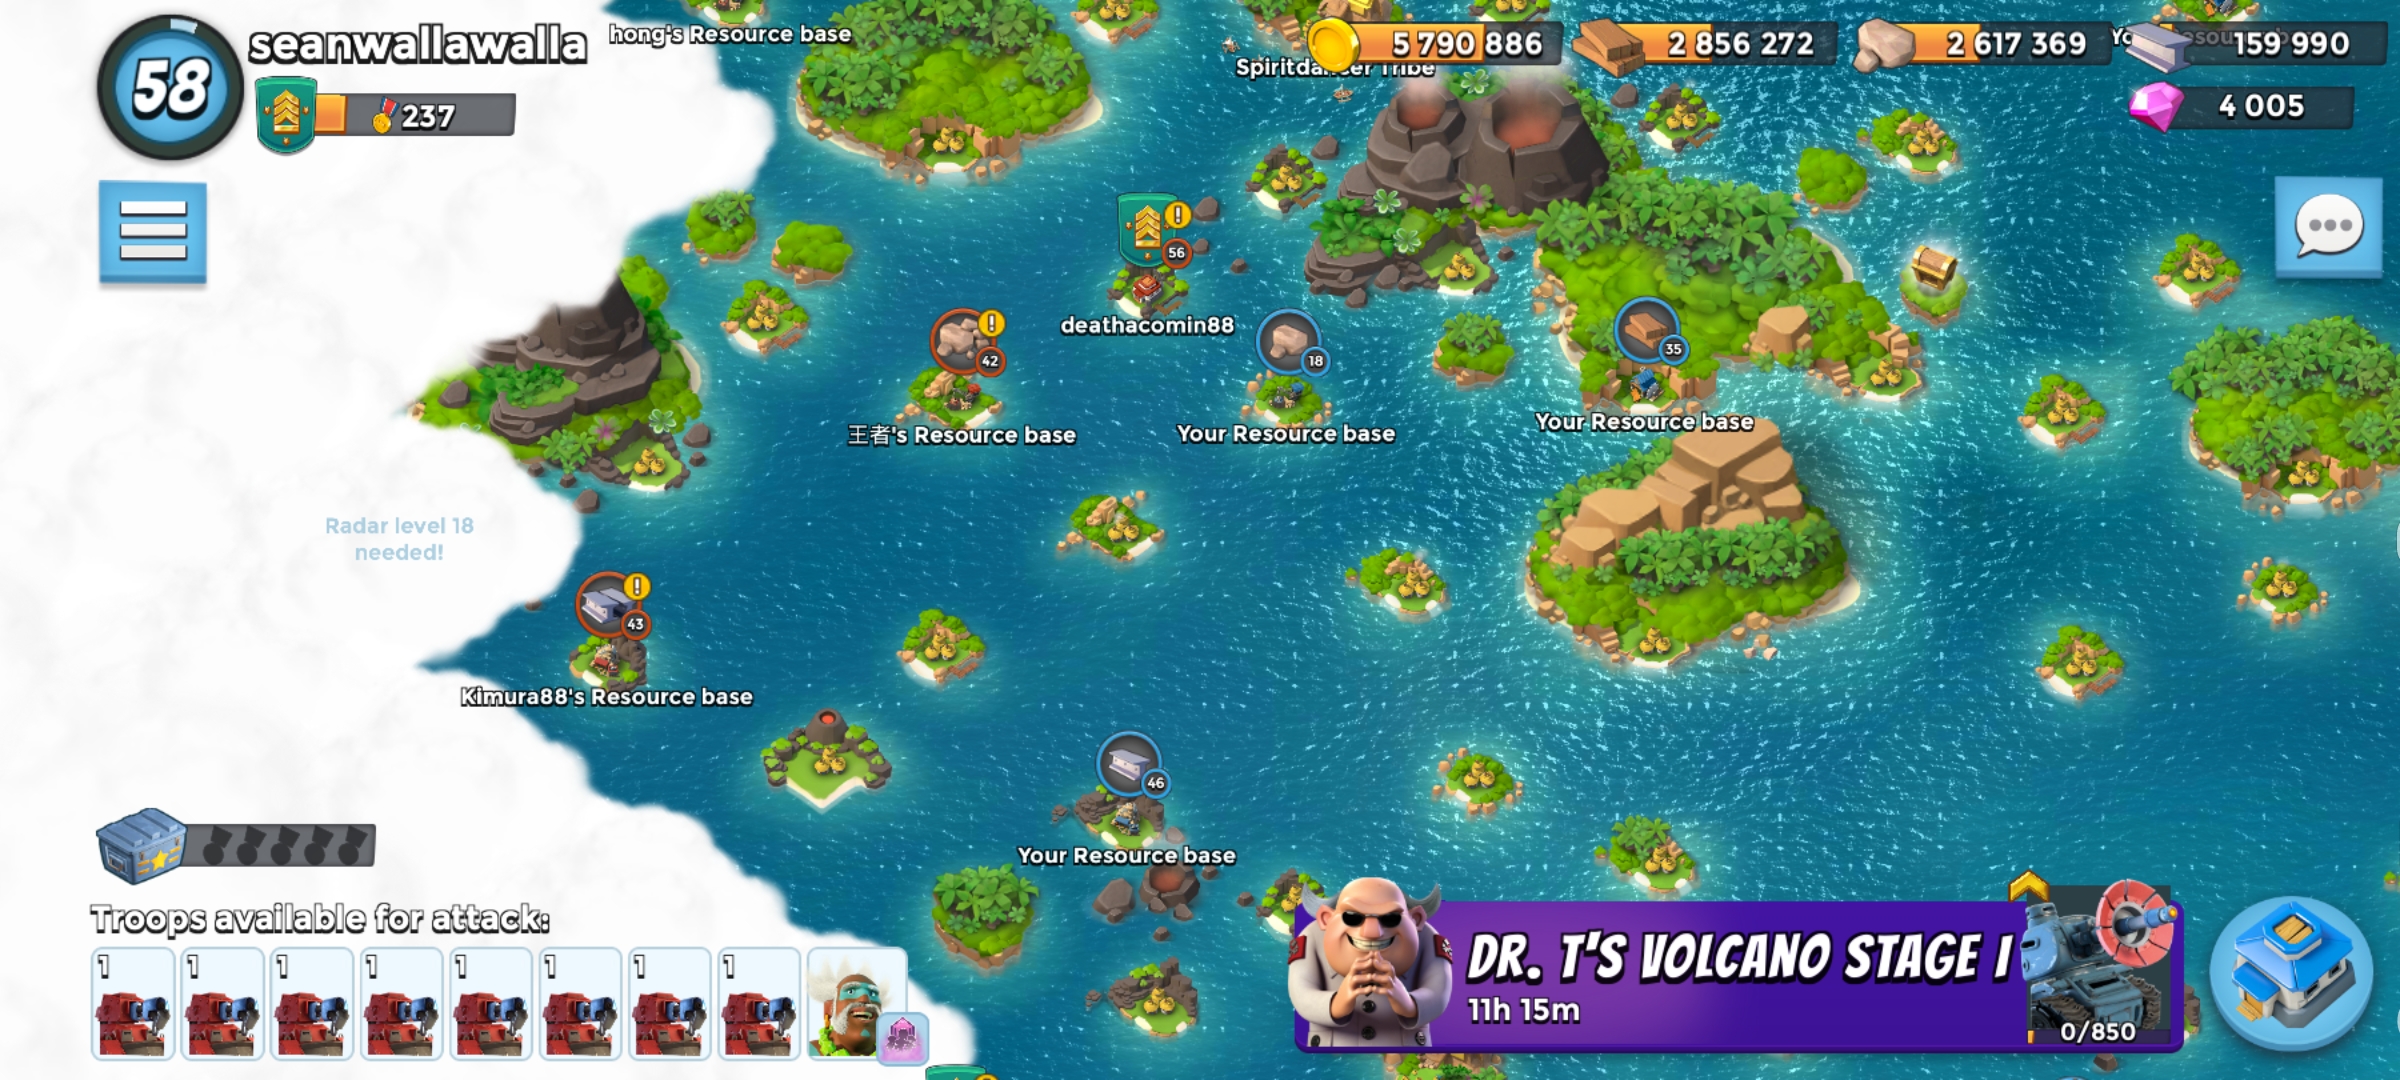 58
seanwallawalla
237
hong's Resource base
Spiritdancer Tribe
5 790 886
2 856 272
2 617 369
159 990
4 005
!
56
deathacomin88
!
42
王者's Resource base
18
Your Resource base
35
Your Resource base
Radar level 18
needed!
!
43
Kimura88's Resource base
46
Your Resource base
Troops available for attack:
1
1
1
1
1
1
1
1
DR. T'S VOLCANO STAGE I
11h 15m
0/850